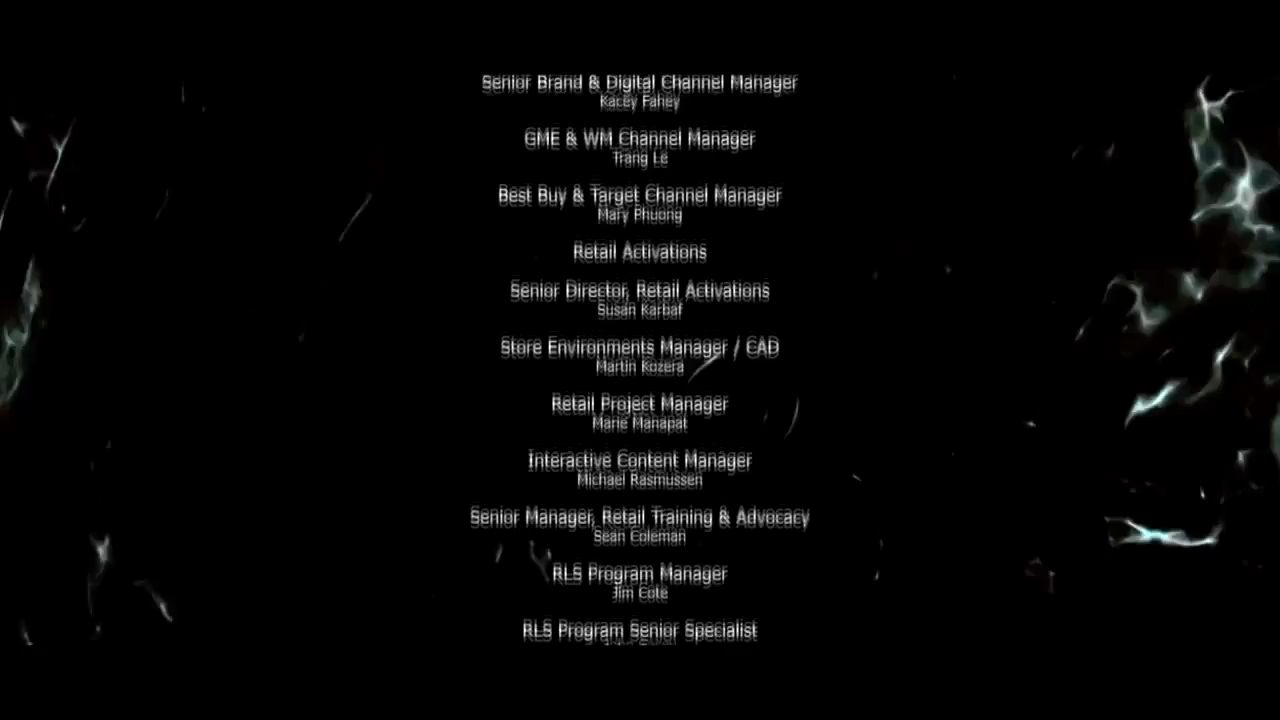 Senior Brand & Digital Channel Manager
Kacey Fahey
GME & WM Channel Manager
Trang Le
Best Buy & Target Channel Manager
Mary Phuong
Retail Activations
Senior Director, Retail Activations
Susan Karbaf
Store Environments Manager / CAD
Martin Kozera
Retail Project Manager
Marie Manapat
Interactive Content Manager
Michael Rasmussen
Senior Manager, Retail Training & Advocacy
Sean Coleman
RLS Program Manager
Jim Cote
RLS Program Senior Specialist